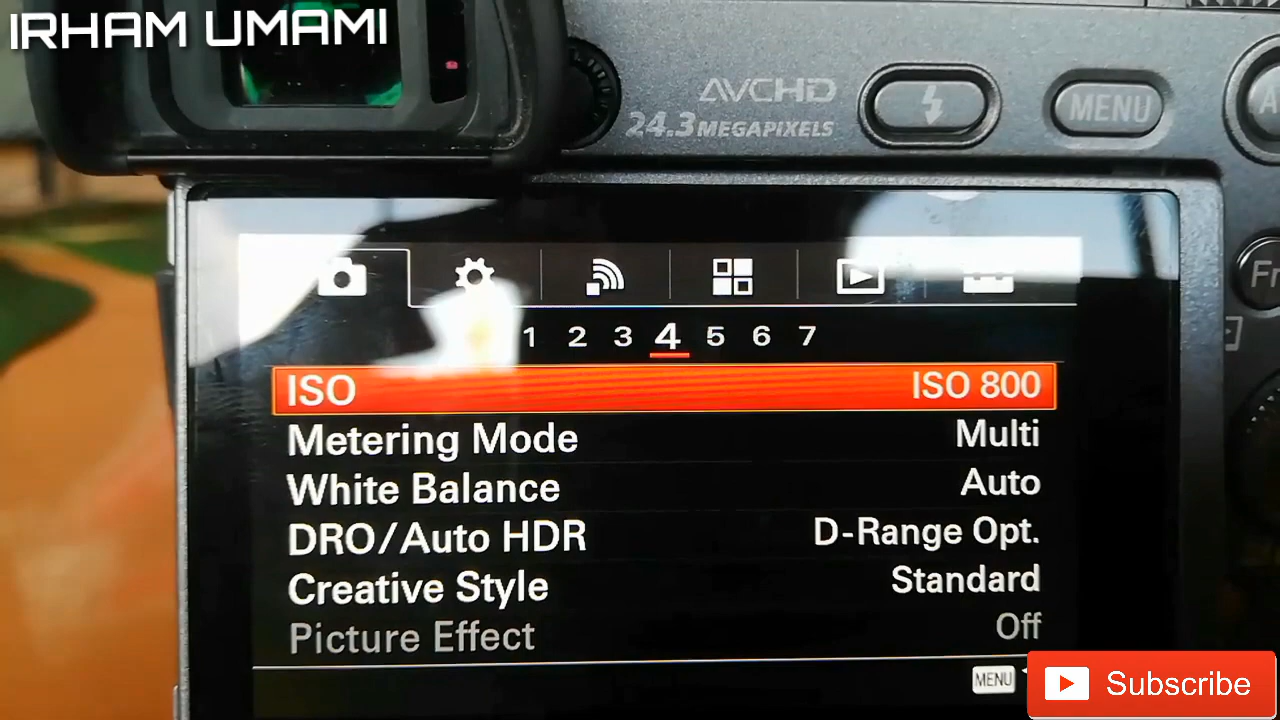 IRHAM UMAMI
AVCHD
24.3 MEGAPIXELS
MENU
1 2 3 4 5 6 7
ISO ISO 800
Metering Mode Multi
White Balance Auto
DRO/Auto HDR D-Range Opt.
Creative Style Standard
Picture Effect Off
MENU
Subscribe